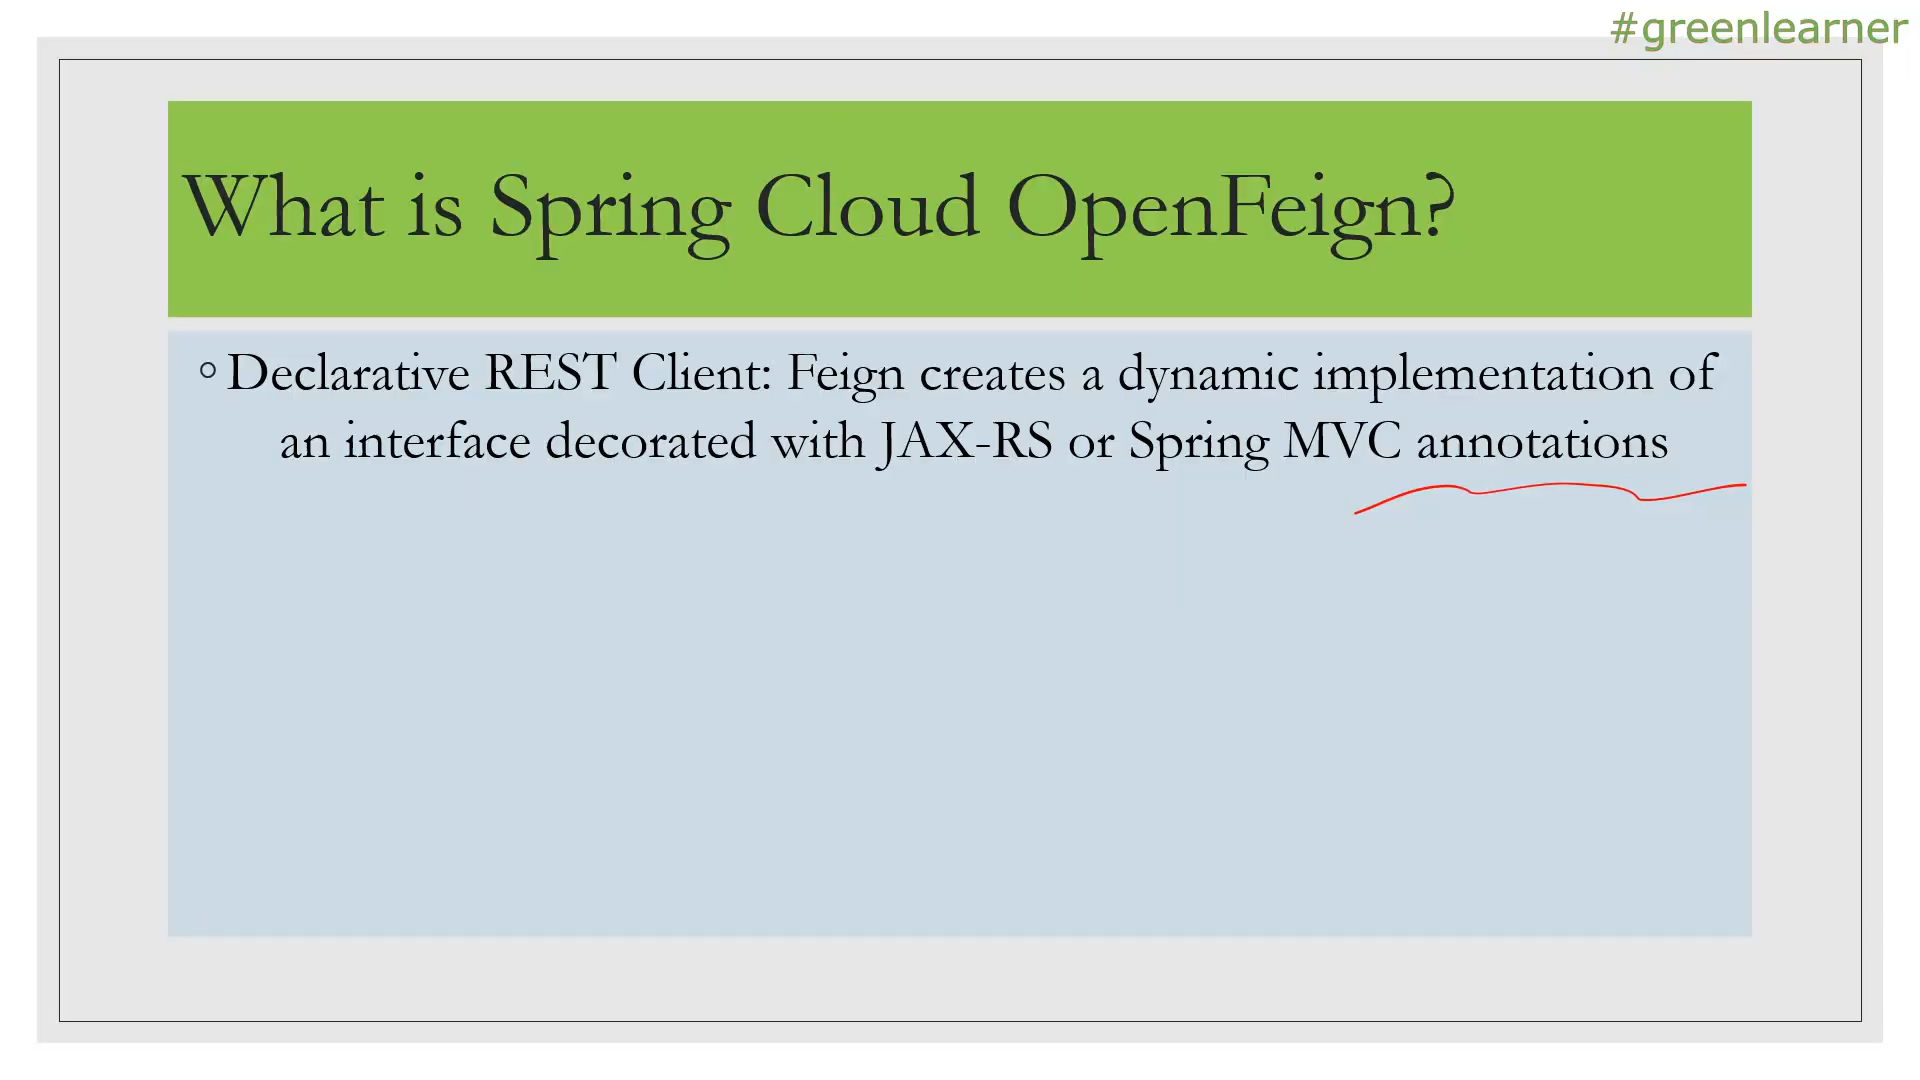 #greenlearner
What is Spring Cloud OpenFeign?
◦ Declarative REST Client: Feign creates a dynamic implementation of
an interface decorated with JAX-RS or Spring MVC annotations